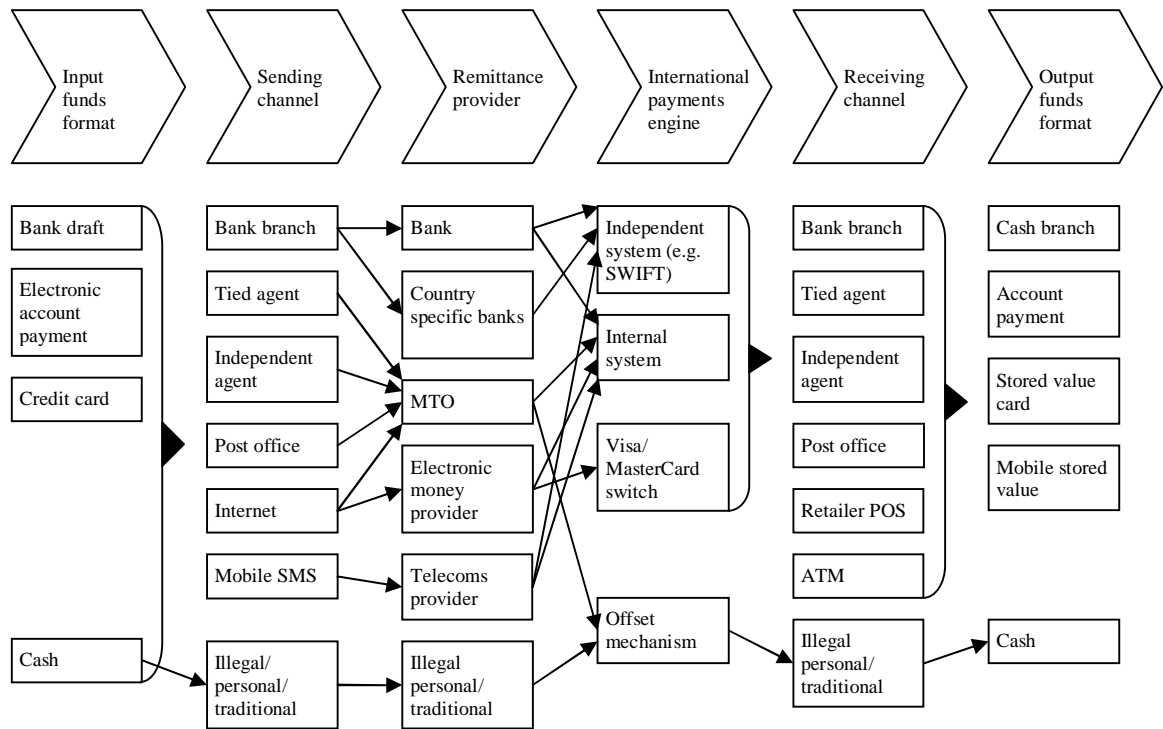 Input
funds
format
Sending
channel
Remittance
provider
International
payments
engine
Receiving
channel
Output
funds
format
Bank draft
Electronic
account
payment
Credit card
Cash
Bank branch
Tied agent
Independent
agent
Post office
Internet
Mobile SMS
Illegal/
personal/
traditional
Bank
Country
specific banks
MTO
Electronic
money
provider
Telecoms
provider
Illegal
personal/
traditional
Independent
system (e.g.
SWIFT)
Internal
system
Visa/
MasterCard
switch
Offset
mechanism
Bank branch
Tied agent
Independent
agent
Post office
Retailer POS
ATM
Illegal
personal/
traditional
Cash branch
Account
payment
Stored value
card
Mobile stored
value
Cash